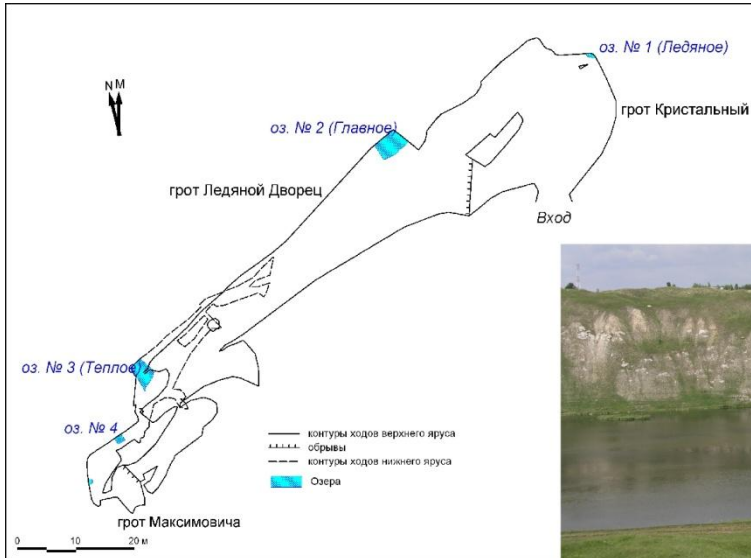 оз. № 1 (Ледяное)
N M
грот Кристальный
оз. № 2 (Главное)
грот Ледяной Дворец
Вход
оз. № 3 (Теплое)
оз. № 4
контуры ходов верхнего яруса
обрывы
контуры ходов нижнего яруса
Озера
грот Максимовича
0 10 20 м